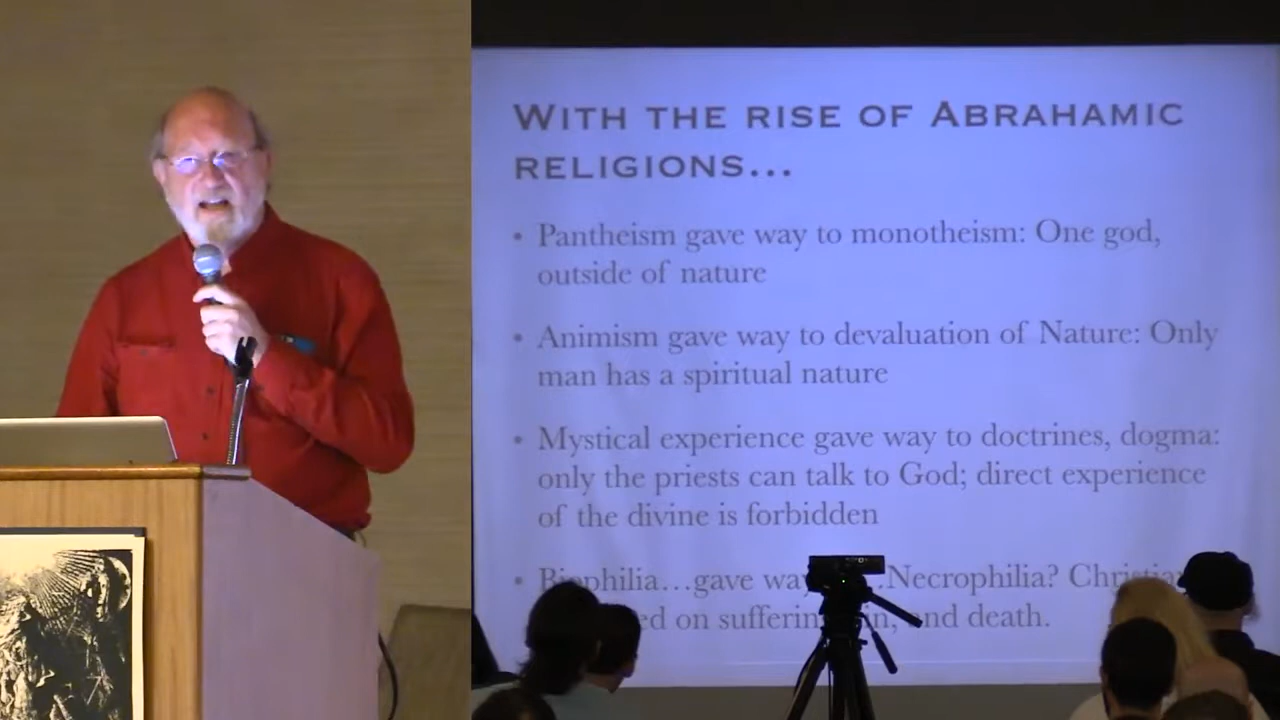 WITH THE RISE OF ABRAHAMIC
RELIGIONS...
• Pantheism gave way to monotheism: One god,
outside of nature
• Animism gave way to devaluation of Nature: Only
man has a spiritual nature
• Mystical experience gave way to doctrines, dogma:
only the priests can talk to God; direct experience
of the divine is forbidden
• Biophilia...gave way Necrophilia?
on and death.